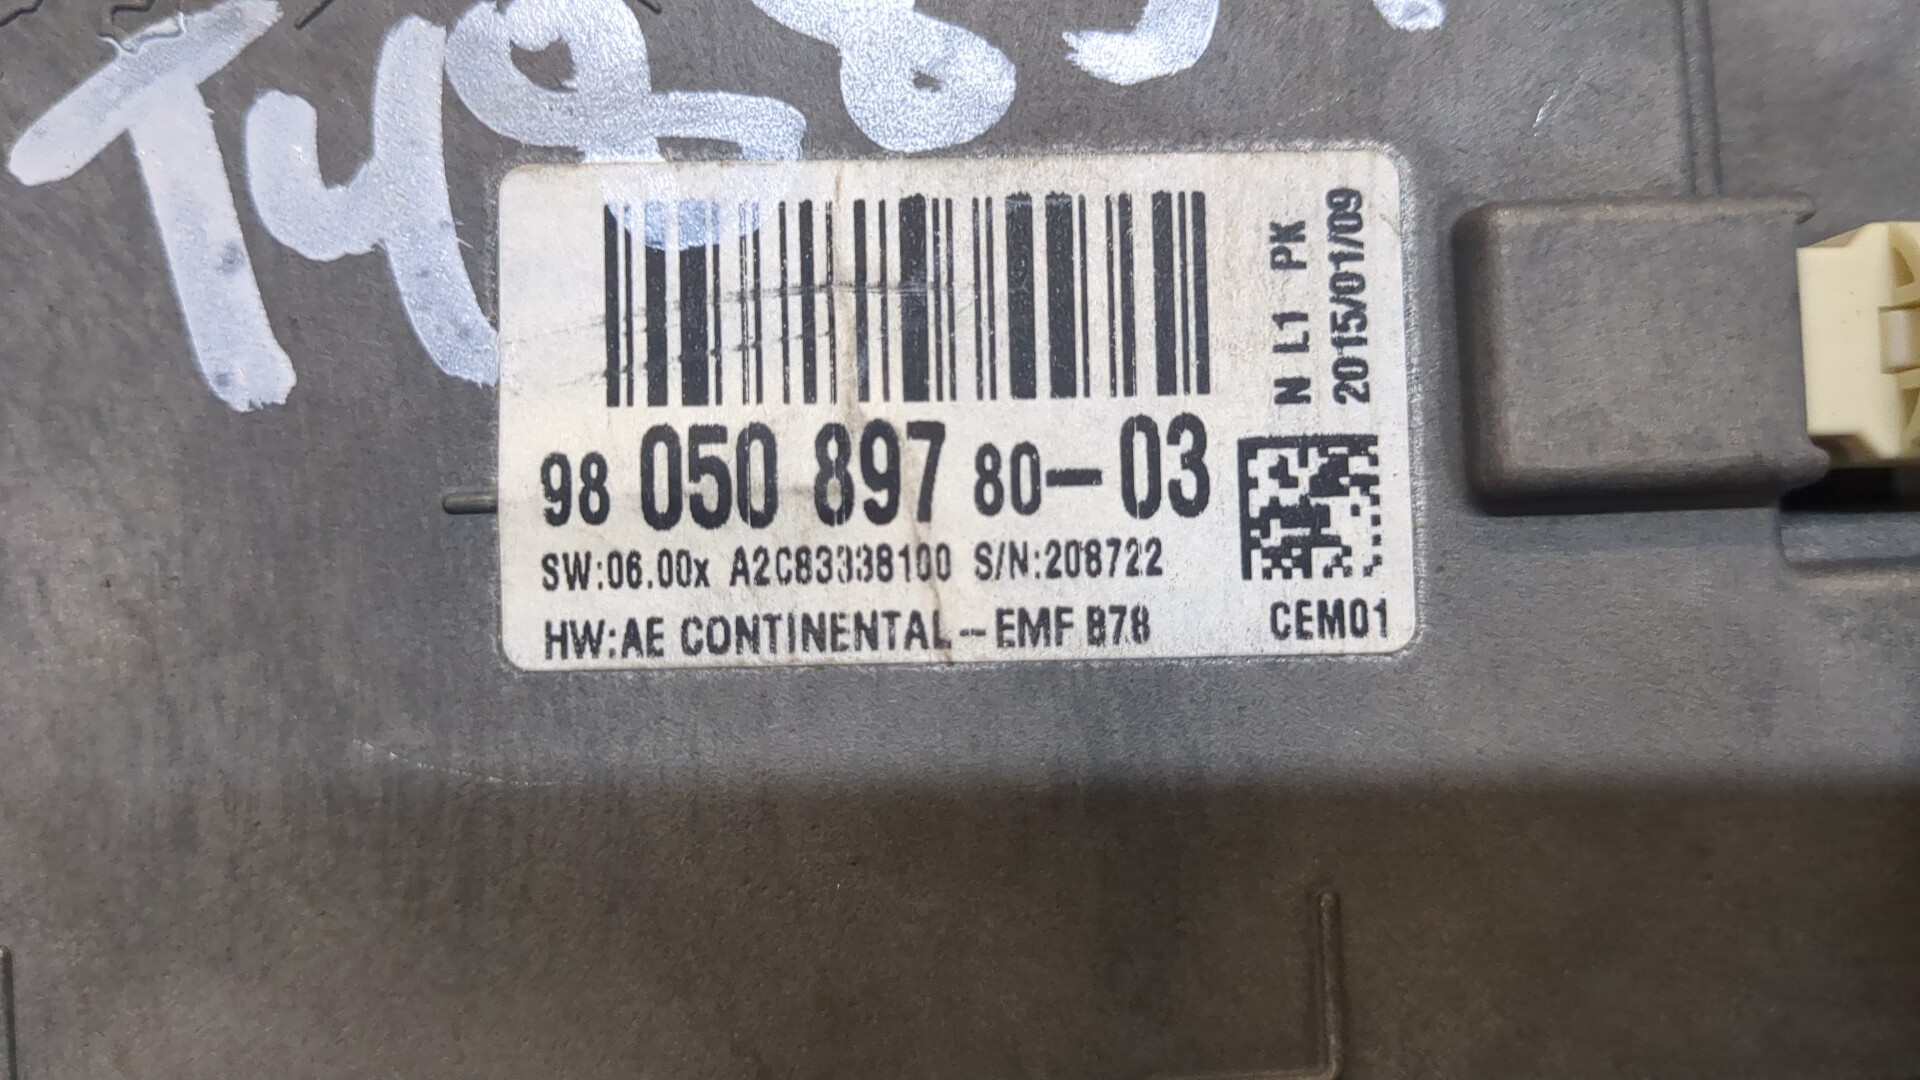 98 050 897 80-03
SW:06.00x A2C83338100 S/N:208722
HW:AE CONTINENTAL - EMF B78
CEM01
N L1 PK
2015/01/09